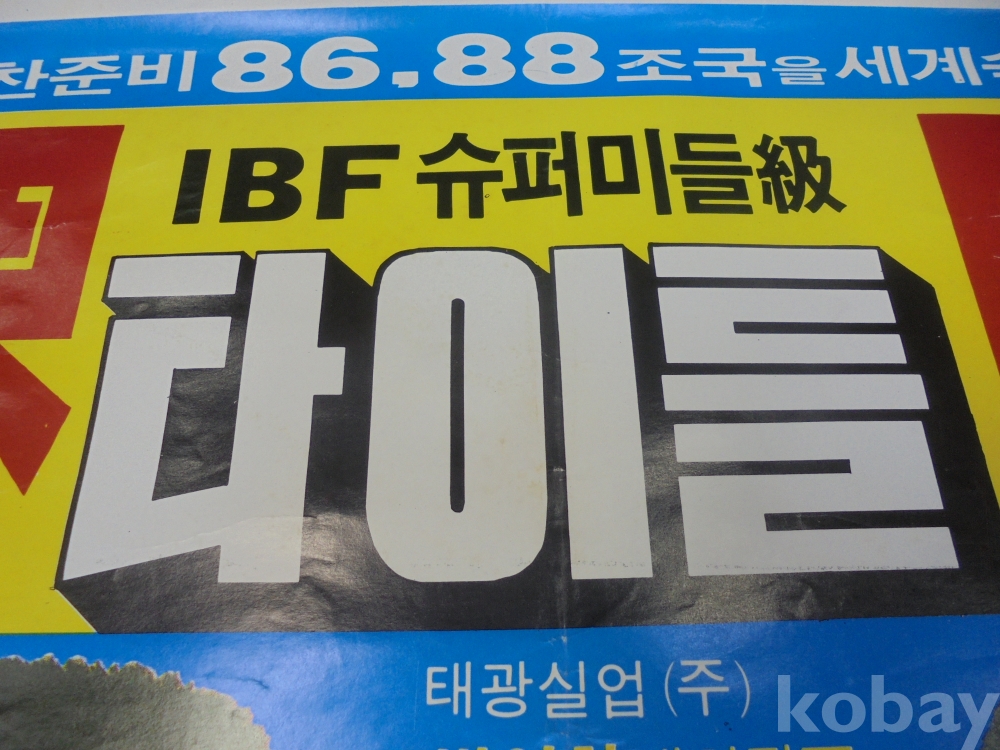 찬준비 86,88 조국을 세계
IBF 슈퍼미들級
타이틀
태광실업(주)
kobay